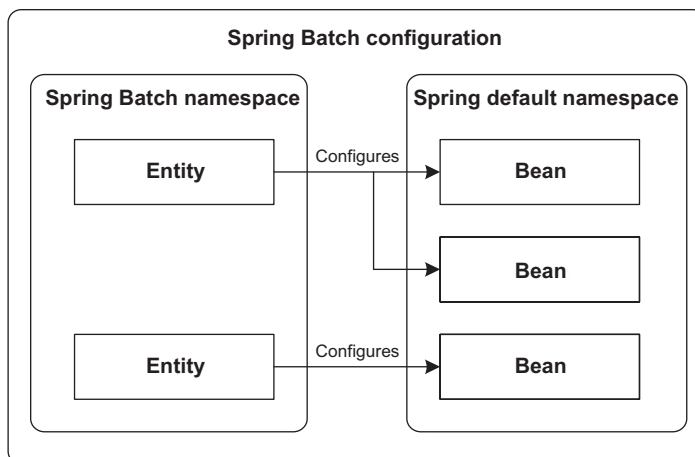 Spring Batch configuration
Spring Batch namespace
Spring default namespace
Entity
Configures
Bean
Bean
Entity
Configures
Bean